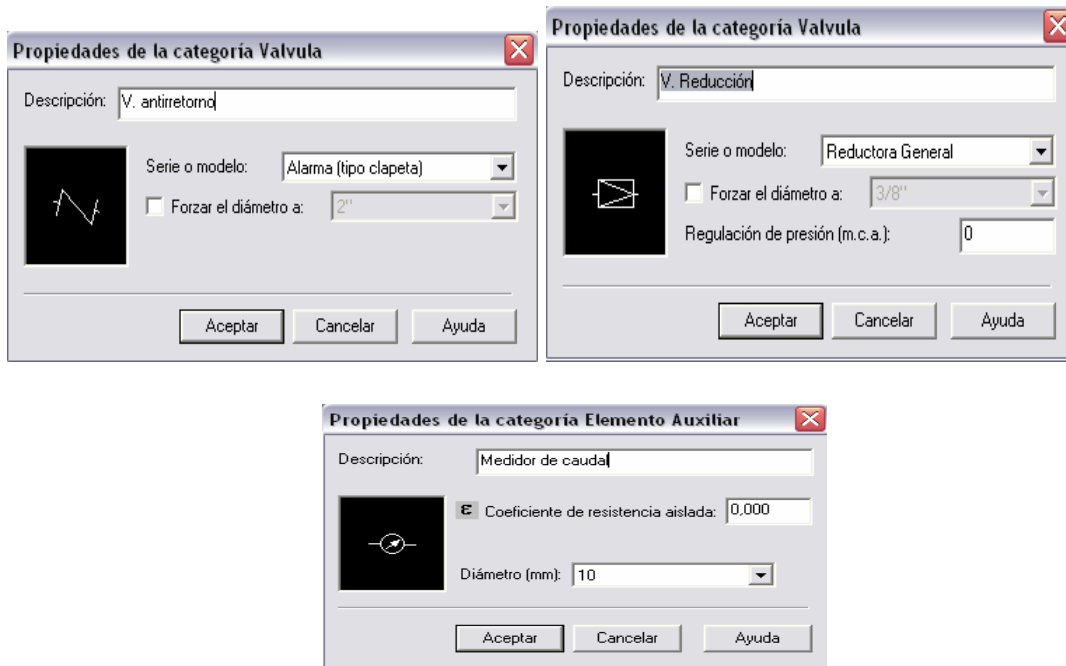 Propiedades de la categoría Valvula
Descripción: V. antirretorno
Serie o modelo: Alarma (tipo clapeta)
Forzar el diámetro a: 2"
Aceptar Cancelar Ayuda
Propiedades de la categoría Valvula
Descripción: V. Reducción
Serie o modelo: Reductora General
Forzar el diámetro a: 3/8"
Regulación de presión (m.c.a.): 0
Aceptar Cancelar Ayuda
Propiedades de la categoría Elemento Auxiliar
Descripción: Medidor de caudal
ε Coeficiente de resistencia aislada: 0,000
Diámetro (mm): 10
Aceptar Cancelar Ayuda